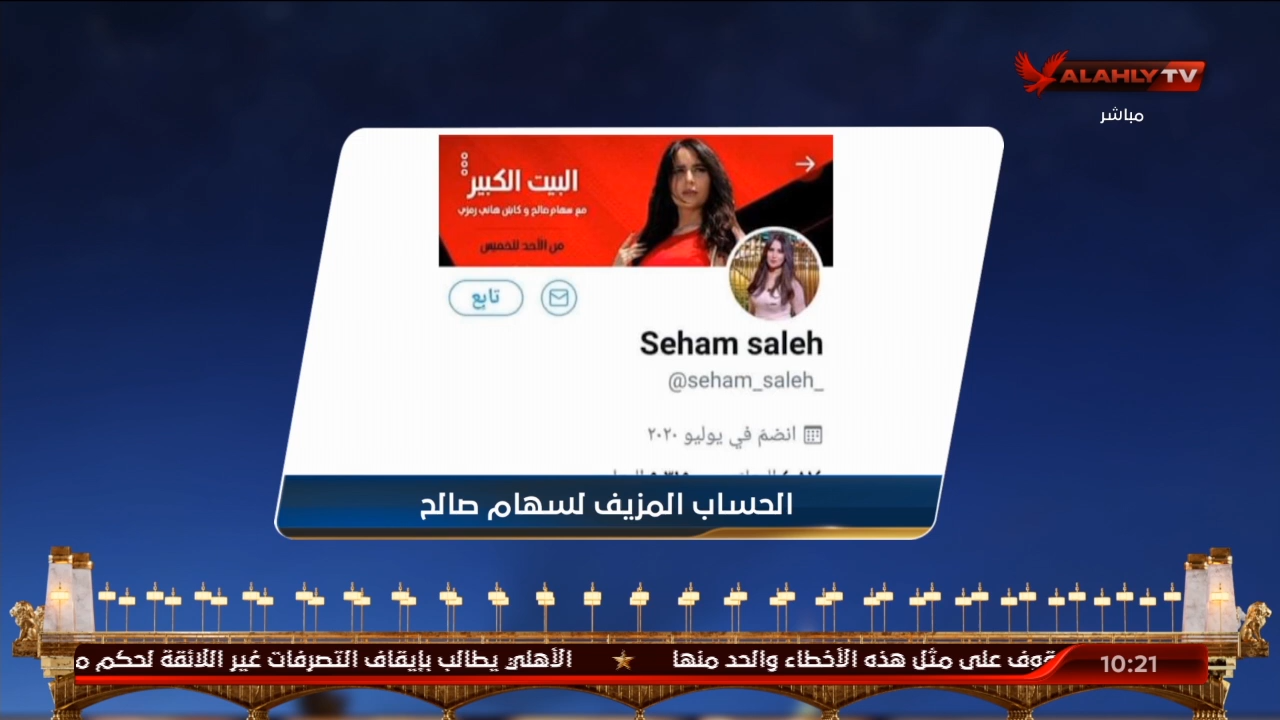 ALAHLY TV
مباشر
البيت الكبير
مع سهام صالح و كابتن هاني رمزي
من الأحد للخميس
تابع
Seham saleh
@seham_saleh_
انضمَ في يوليو ٢٠٢٠
الحساب المزيف لسهام صالح
على مثل هذه الأخطاء والحد منها
الأهلي يطالب بإيقاف التصرفات غير اللائقة لحكم
10:21